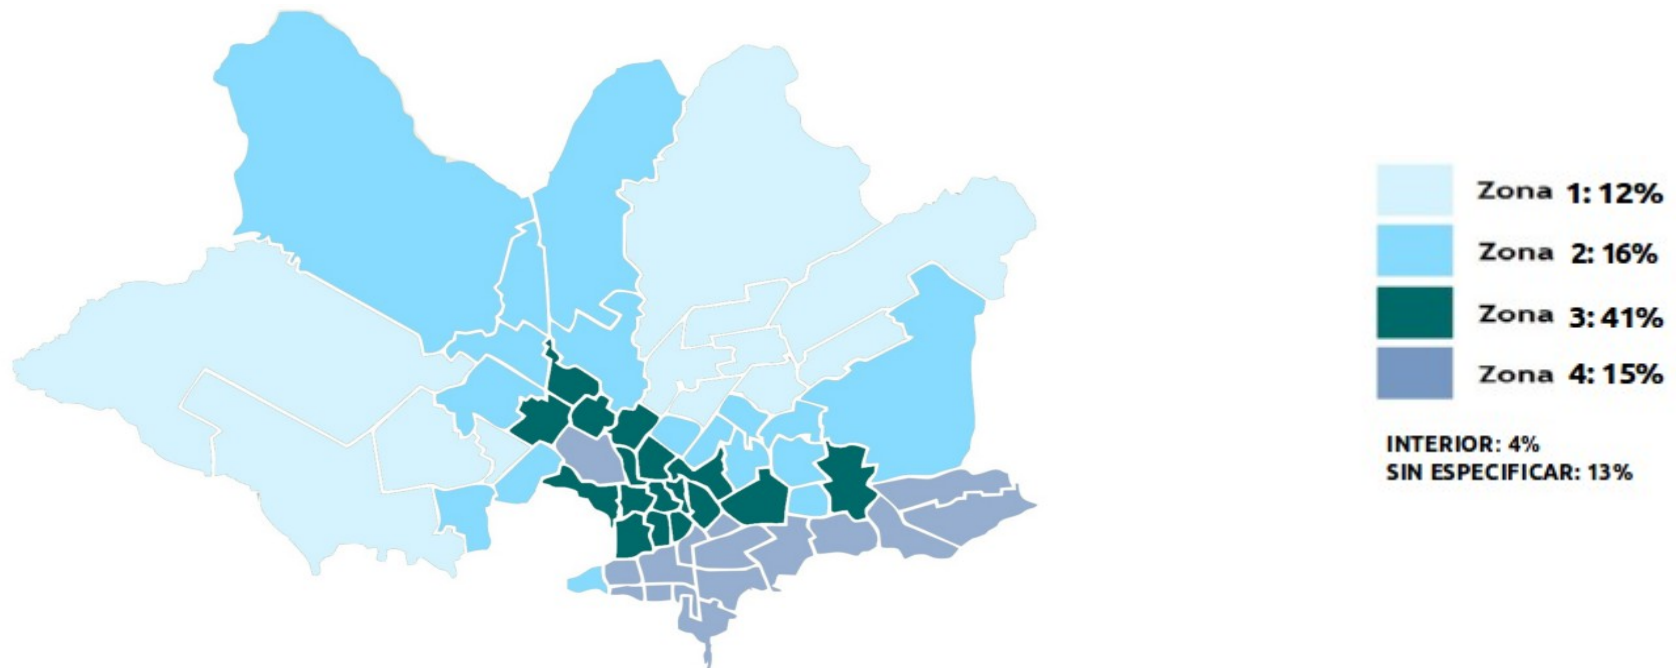 Zona 1: 12%
Zona 2: 16%
Zona 3: 41%
Zona 4: 15%
INTERIOR: 4%
SIN ESPECIFICAR: 13%